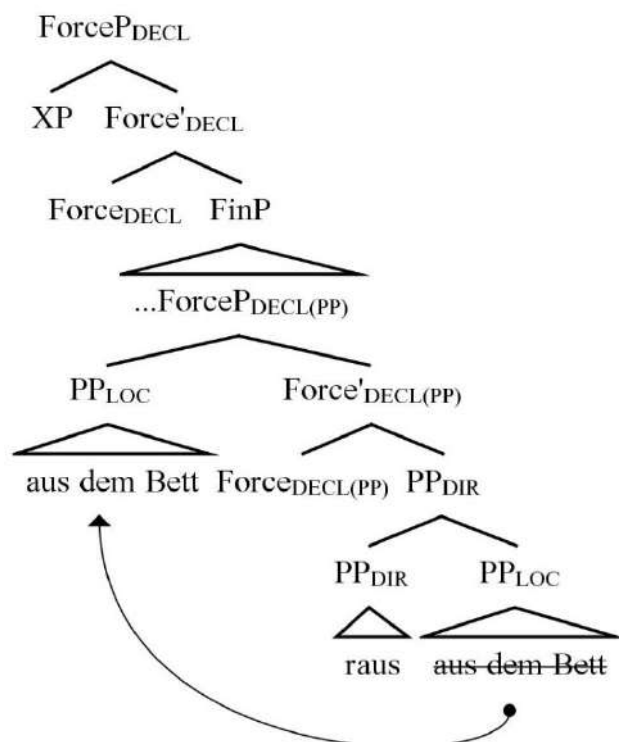 ForceP_DECL
XP Force'_DECL
Force_DECL FinP
...ForceP_DECL(PP)
PP_LOC Force'_DECL(PP)
aus dem Bett Force_DECL(PP) PP_DIR
PP_DIR PP_LOC
raus aus dem Bett